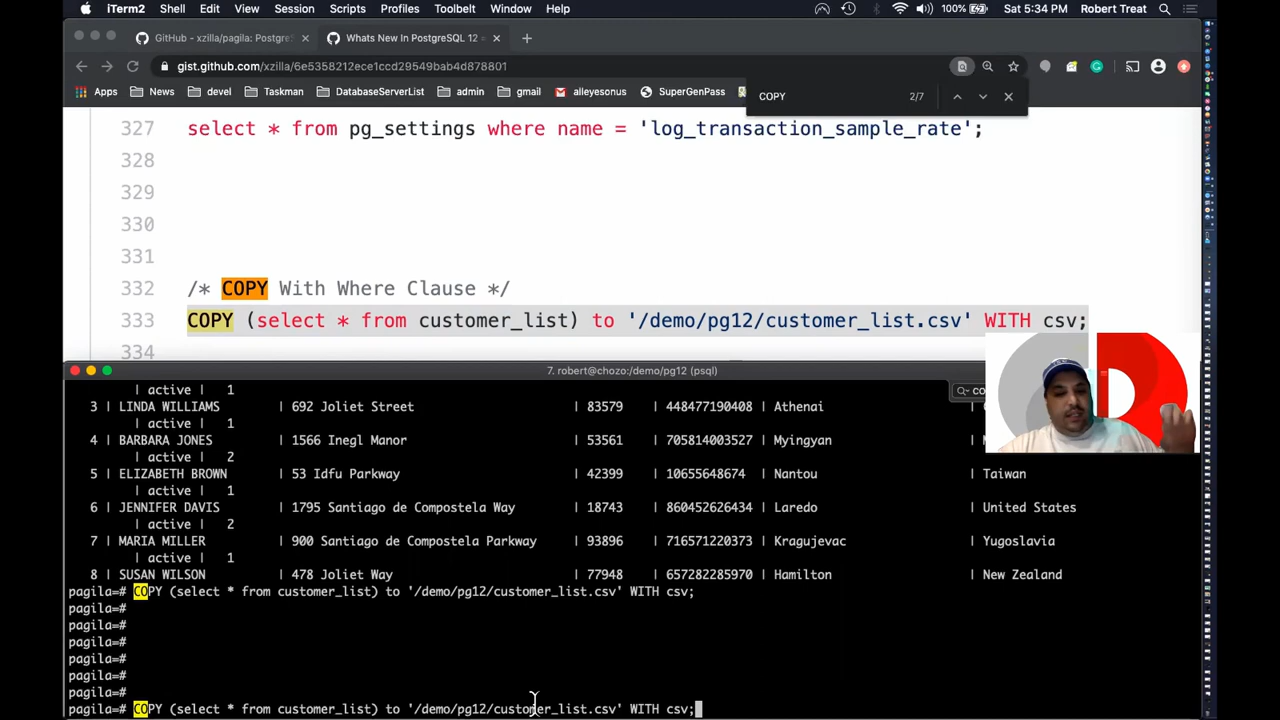 iTerm2 Shell Edit View Session Scripts Profiles Toolbelt Window Help 100% Sat 5:34 PM Robert Treat
GitHub - xzilla/pagila: Postgre Whats New In PostgreSQL 12
gist.github.com/xzilla/6e5358212ece1ccd29549bab4d878801
Apps News devel Taskman DatabaseServerList admin gmail alleyesonus SuperGenPass
COPY 2/7
327 select * from pg_settings where name = 'log_transaction_sample_rate';
328
329
330
331
332 /* COPY With Where Clause */
333 COPY (select * from customer_list) to '/demo/pg12/customer_list.csv' WITH csv;
334
7. robert@chozo:/demo/pg12 (psql)
| active | 1
3 | LINDA WILLIAMS | 692 Joliet Street | 83579 | 448477190408 | Athenai
| active | 1
4 | BARBARA JONES | 1566 Inegl Manor | 53561 | 705814003527 | Myingyan
| active | 2
5 | ELIZABETH BROWN | 53 Idfu Parkway | 42399 | 10655648674 | Nantou | Taiwan
| active | 1
6 | JENNIFER DAVIS | 1795 Santiago de Compostela Way | 18743 | 860452626434 | Laredo | United States
| active | 2
7 | MARIA MILLER | 900 Santiago de Compostela Parkway | 93896 | 716571220373 | Kragujevac | Yugoslavia
| active | 1
8 | SUSAN WILSON | 478 Joliet Way | 77948 | 657282285970 | Hamilton | New Zealand
pagila=# COPY (select * from customer_list) to '/demo/pg12/customer_list.csv' WITH csv;
pagila=#
pagila=#
pagila=#
pagila=#
pagila=#
pagila=#
pagila=# COPY (select * from customer_list) to '/demo/pg12/customer_list.csv' WITH csv;